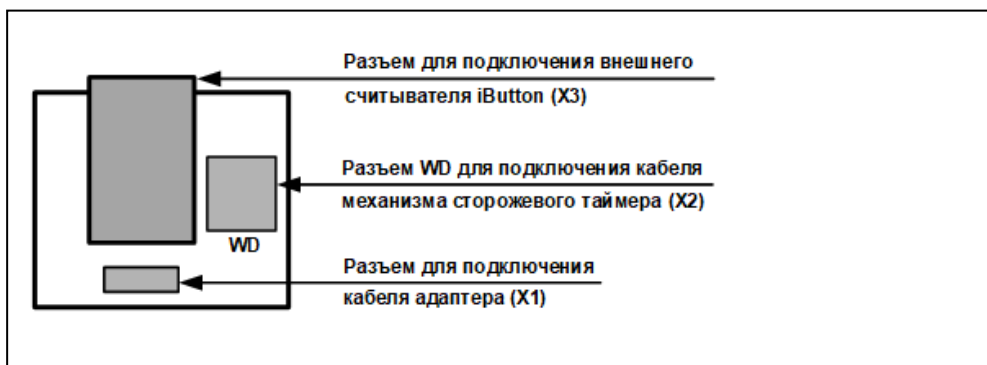 Разъем для подключения внешнего
считывателя iButton (X3)
Разъем WD для подключения кабеля
механизма сторожевого таймера (X2)
WD
Разъем для подключения
кабеля адаптера (X1)